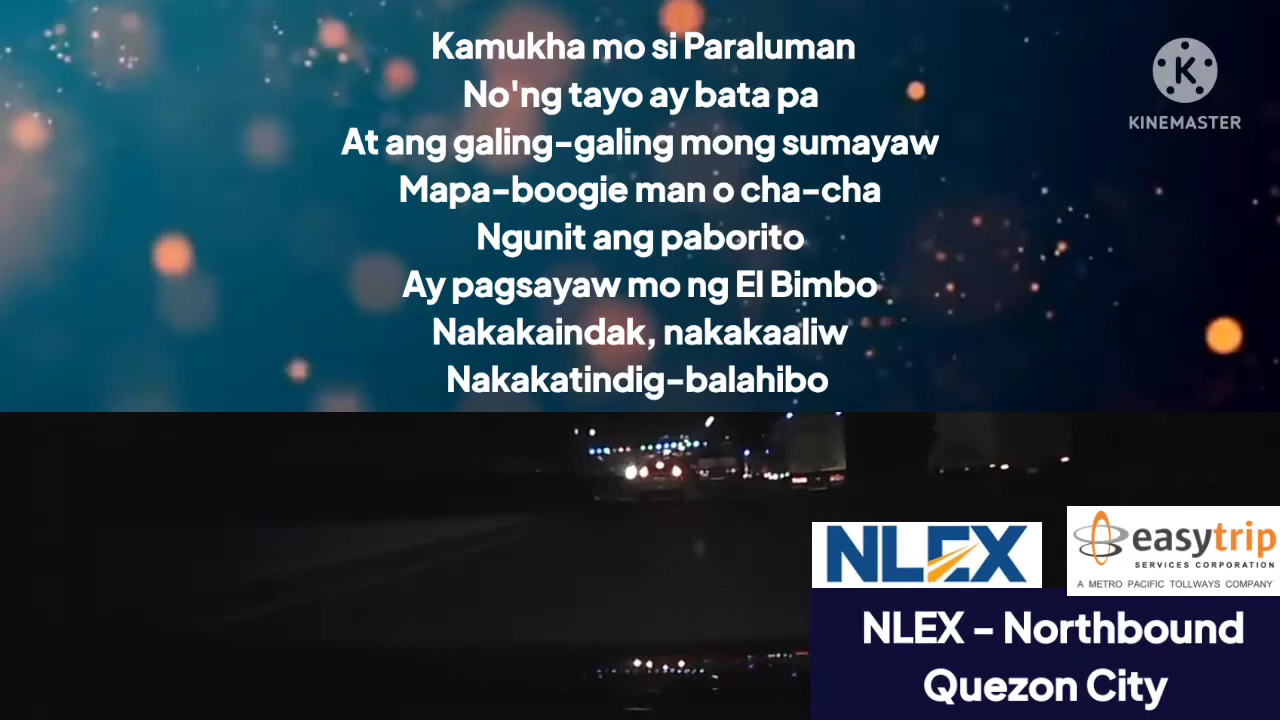 Kamukha mo si Paraluman
No'ng tayo ay bata pa
At ang galing-galing mong sumayaw
Mapa-boogie man o cha-cha
Ngunit ang paborito
Ay pagsayaw mo ng El Bimbo
Nakakaindak, nakakaaliw
Nakakatindig-balahibo
K
KINEMASTER
NLEX
easytrip
SERVICES CORPORATION
A METRO PACIFIC TOLLWAYS COMPANY
NLEX - Northbound
Quezon City